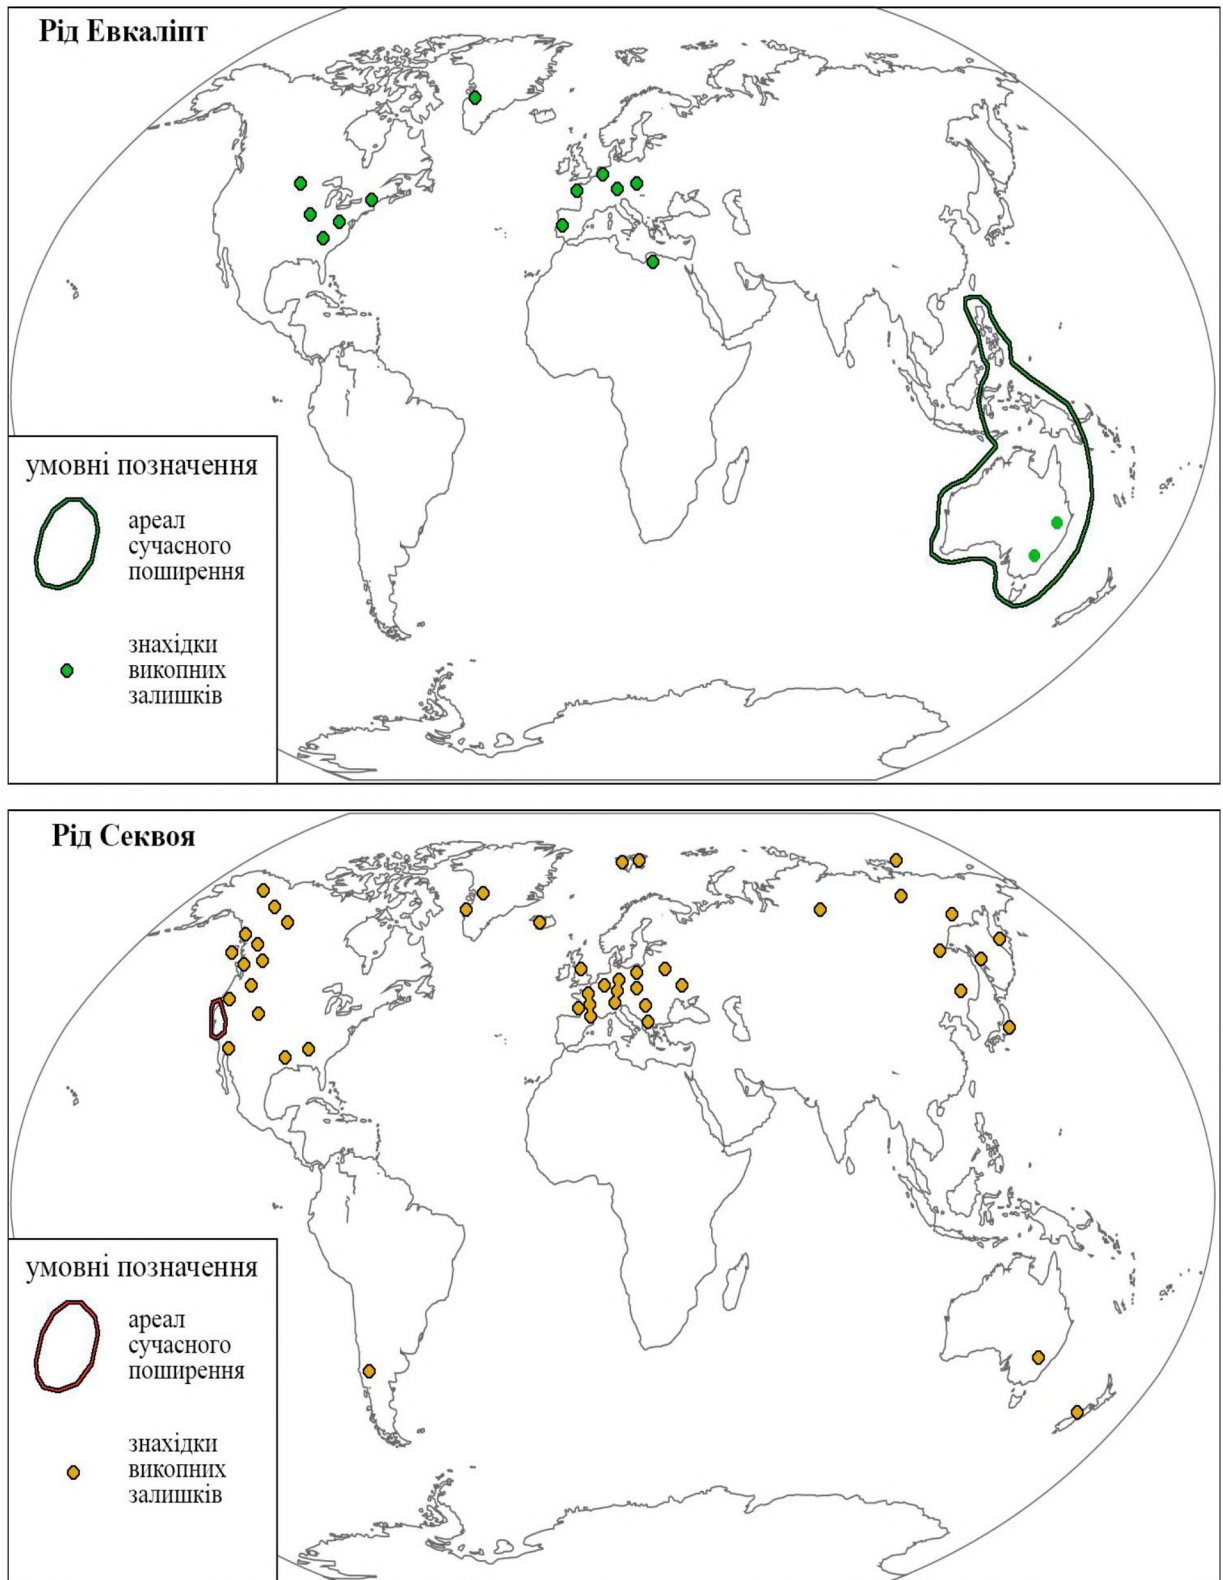 Рід Евкаліпт
умовні позначення
ареал
сучасного
поширення
знахідки
викопних
залишків
Рід Секвоя
умовні позначення
ареал
сучасного
поширення
знахідки
викопних
залишків